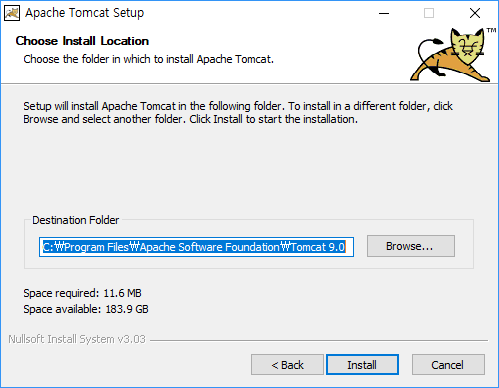 Apache Tomcat Setup
Choose Install Location
Choose the folder in which to install Apache Tomcat.
TM
Setup will install Apache Tomcat in the following folder. To install in a different folder, click
Browse and select another folder. Click Install to start the installation.
Destination Folder
C:₩Program Files₩Apache Software Foundation₩Tomcat 9.0
Browse...
Space required: 11.6 MB
Space available: 183.9 GB
Nullsoft Install System v3.03
< Back
Install
Cancel